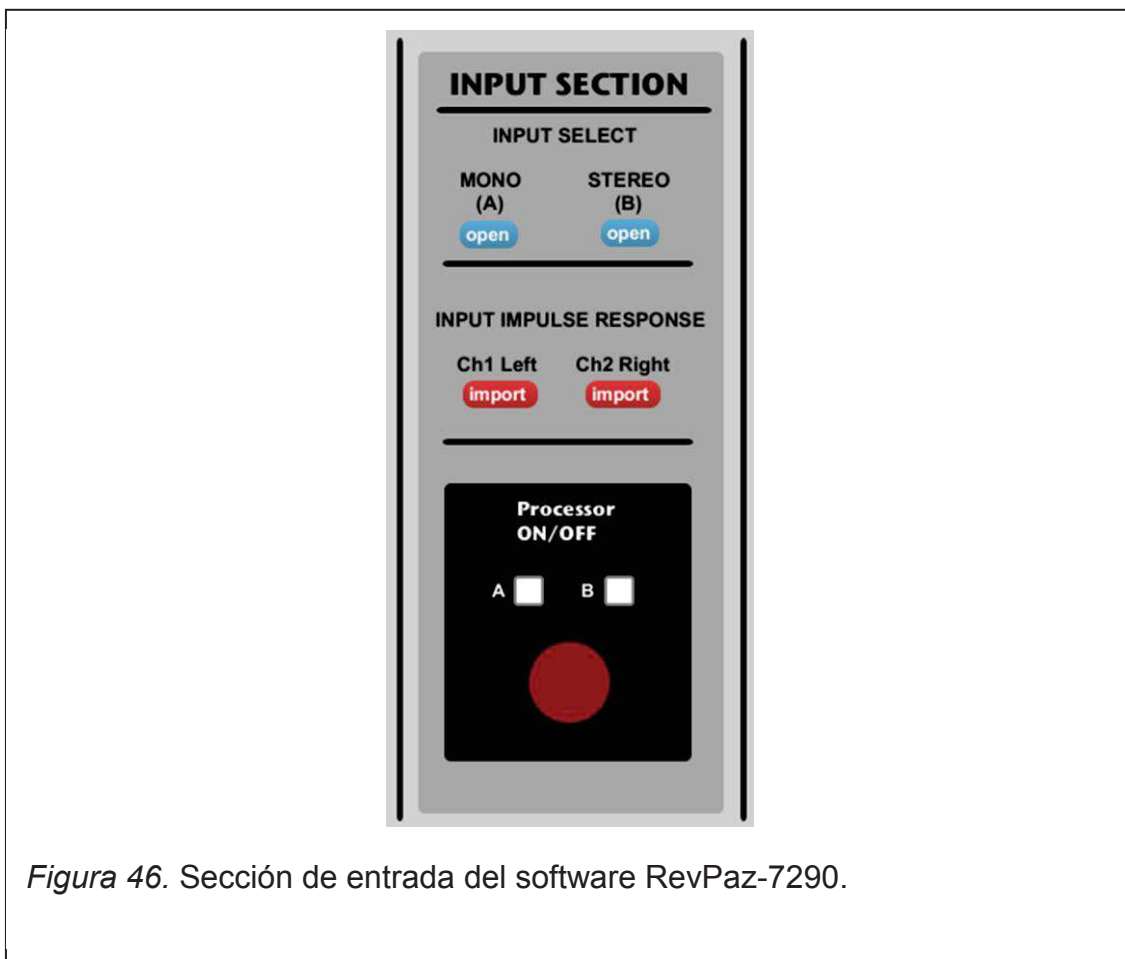 INPUT SECTION
INPUT SELECT
MONO STEREO
(A) (B)
open open
INPUT IMPULSE RESPONSE
Ch1 Left Ch2 Right
import import
Processor
ON/OFF
A B
Figura 46. Sección de entrada del software RevPaz-7290.